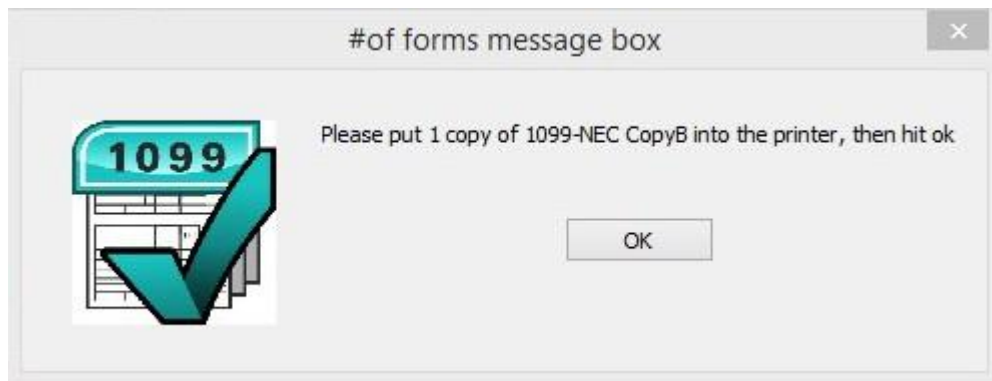 #of forms message box
1099
Please put 1 copy of 1099-NEC CopyB into the printer, then hit ok
OK